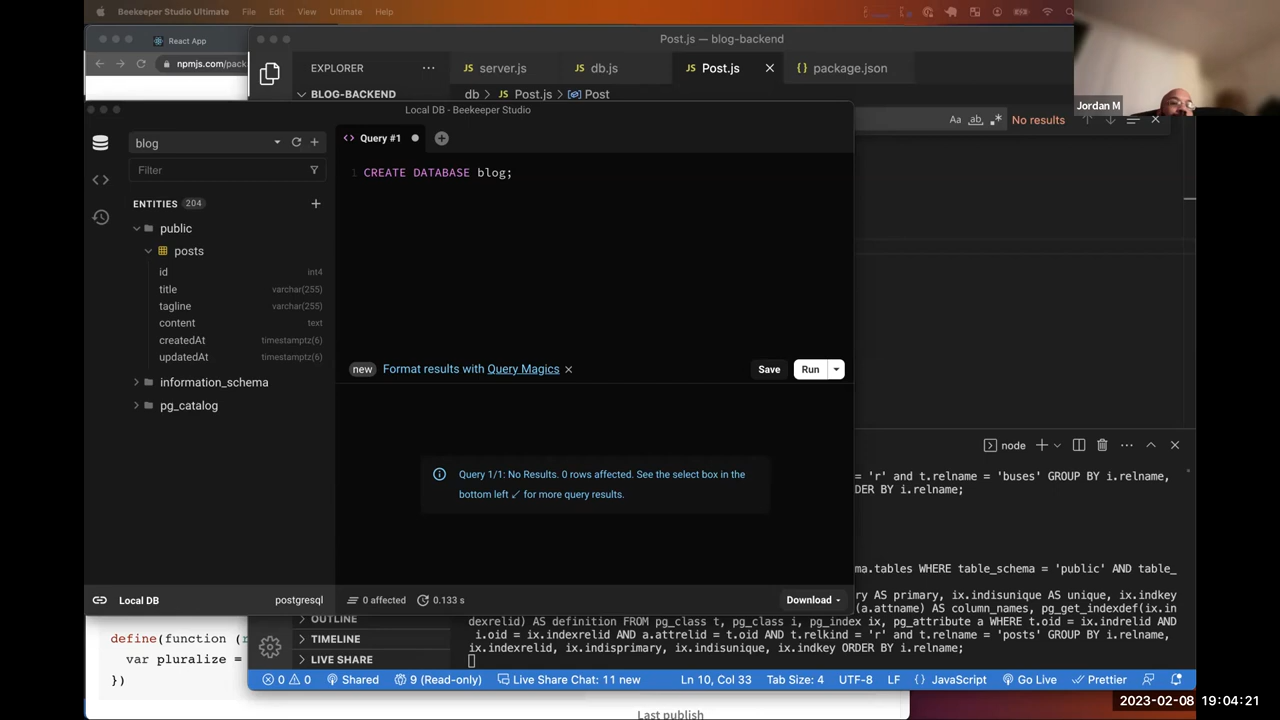 Beekeeper Studio Ultimate File Edit View Ultimate Help
React App
Post.js — blog-backend
npmjs.com/pack
EXPLORER
JS server.js
JS db.js
JS Post.js
{} package.json
BLOG-BACKEND
db > JS Post.js > Post
Jordan M
Aa ab No results
Local DB - Beekeeper Studio
blog
Query #1
Filter
1 CREATE DATABASE blog;
ENTITIES 204
public
posts
id int4
title varchar(255)
tagline varchar(255)
content text
createdAt timestamptz(6)
updatedAt timestamptz(6)
information_schema
pg_catalog
new Format results with Query Magics
Save Run
Query 1/1: No Results. 0 rows affected. See the select box in the
bottom left ↙ for more query results.
Local DB postgresql
0 affected 0.133 s
Download
node
= 'r' and t.relname = 'buses' GROUP BY i.relname,
DER BY i.relname;
ma.tables WHERE table_schema = 'public' AND table_
ry AS primary, ix.indisunique AS unique, ix.indkey
(a.attname) AS column_names, pg_get_indexdef(ix.in
dexrelid) AS definition FROM pg_class t, pg_class i, pg_index ix, pg_attribute a WHERE t.oid = ix.indrelid AND
i.oid = ix.indexrelid AND a.attrelid = t.oid AND t.relkind = 'r' and t.relname = 'posts' GROUP BY i.relname,
ix.indexrelid, ix.indisprimary, ix.indisunique, ix.indkey ORDER BY i.relname;
OUTLINE
TIMELINE
LIVE SHARE
define(function (r
var pluralize =
})
0 0 Shared 9 (Read-only) Live Share Chat: 11 new Ln 10, Col 33 Tab Size: 4 UTF-8 LF {} JavaScript Go Live Prettier
2023-02-08 19:04:21
Last publish